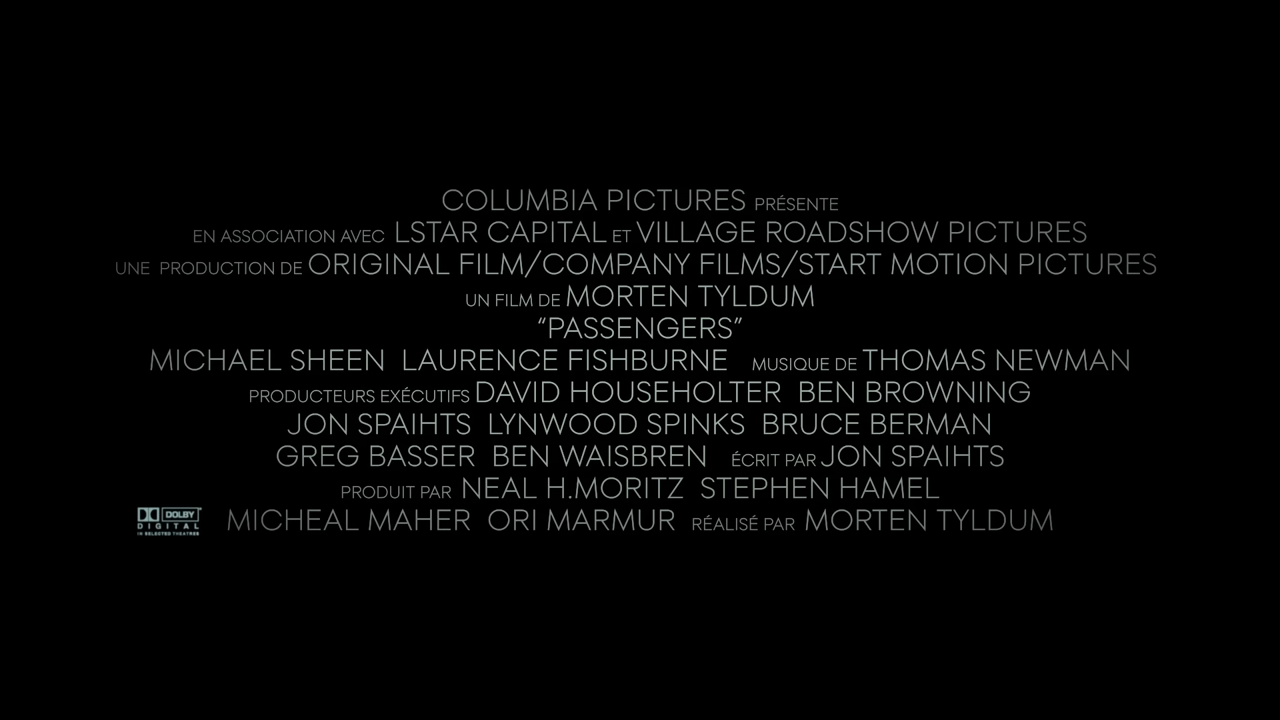 COLUMBIA PICTURES PRÉSENTE
EN ASSOCIATION AVEC LSTAR CAPITAL ET VILLAGE ROADSHOW PICTURES
UNE PRODUCTION DE ORIGINAL FILM/COMPANY FILMS/START MOTION PICTURES
UN FILM DE MORTEN TYLDUM
“PASSENGERS”
MICHAEL SHEEN LAURENCE FISHBURNE MUSIQUE DE THOMAS NEWMAN
PRODUCTEURS EXÉCUTIFS DAVID HOUSEHOLTER BEN BROWNING
JON SPAIHTS LYNWOOD SPINKS BRUCE BERMAN
GREG BASSER BEN WAISBREN ÉCRIT PAR JON SPAIHTS
PRODUIT PAR NEAL H.MORITZ STEPHEN HAMEL
MICHEAL MAHER ORI MARMUR RÉALISÉ PAR MORTEN TYLDUM
DOLBY
DIGITAL
IN SELECTED THEATRES